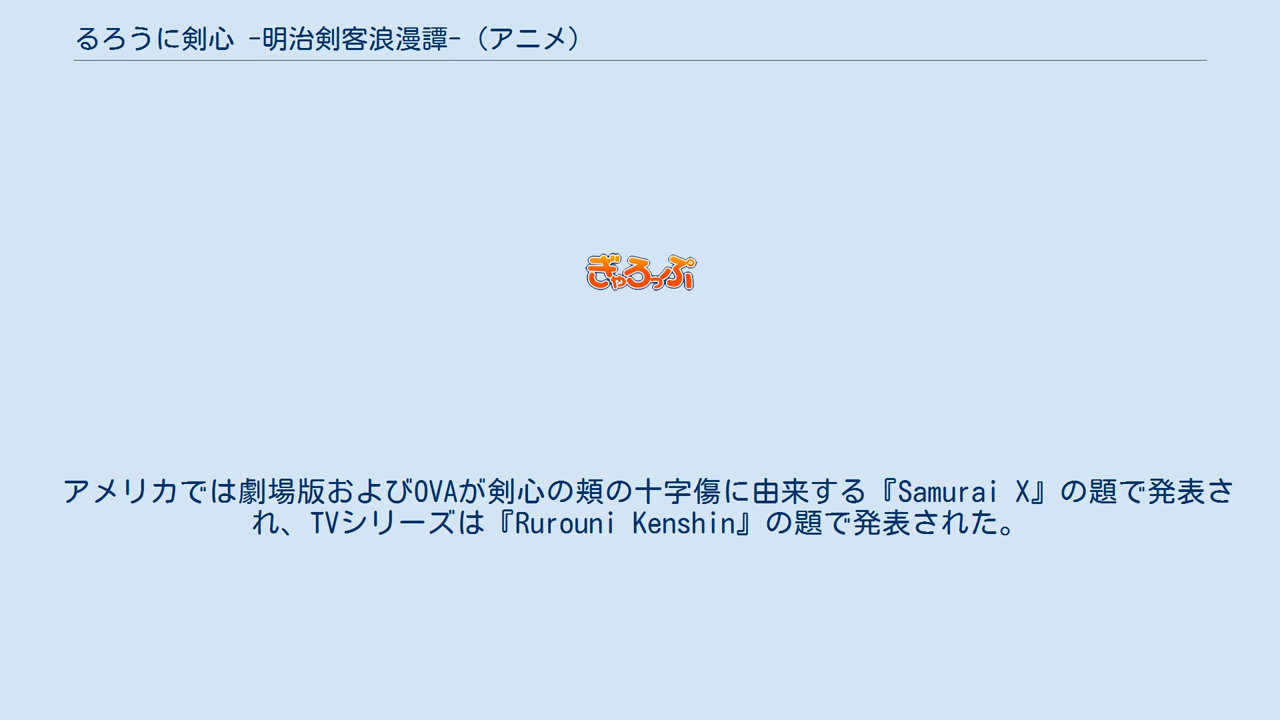 るろうに剣心 -明治剣客浪漫譚-（アニメ）
ぎゃろっぷ
アメリカでは劇場版およびOVAが剣心の頬の十字傷に由来する『Samurai X』の題で発表さ
れ、TVシリーズは『Rurouni Kenshin』の題で発表された。